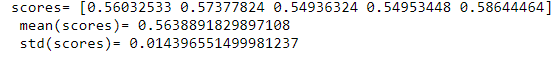 scores= [0.56032533 0.57377824 0.54936324 0.54953448 0.58644464]
mean(scores)= 0.5638891829897108
std(scores)= 0.014396551499981237